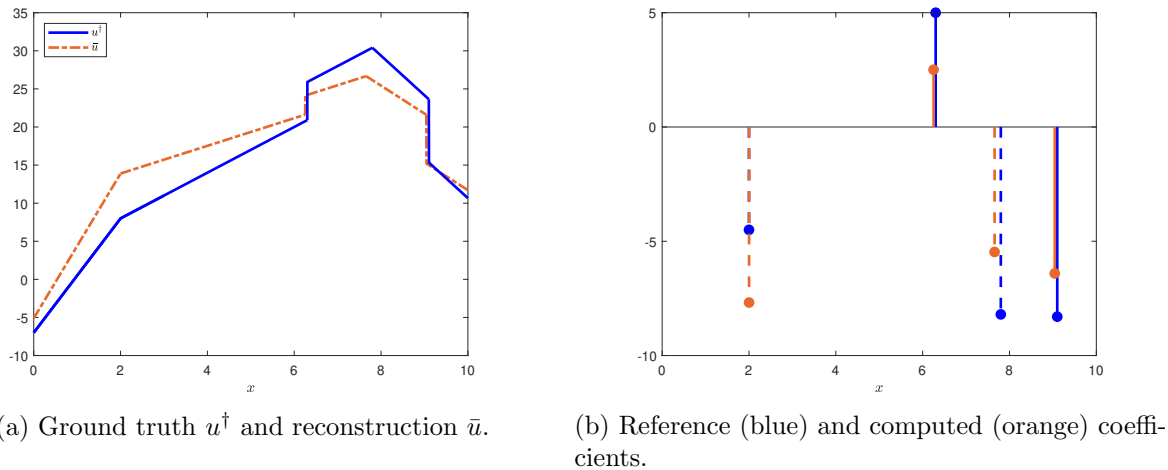 35
30
25
20
15
10
5
0
-5
-10
0 2 4 6 8 10
x
u†
ū
5
0
-5
-10
0 2 4 6 8 10
x
a) Ground truth u† and reconstruction ū.
(b) Reference (blue) and computed (orange) coeffi-
cients.